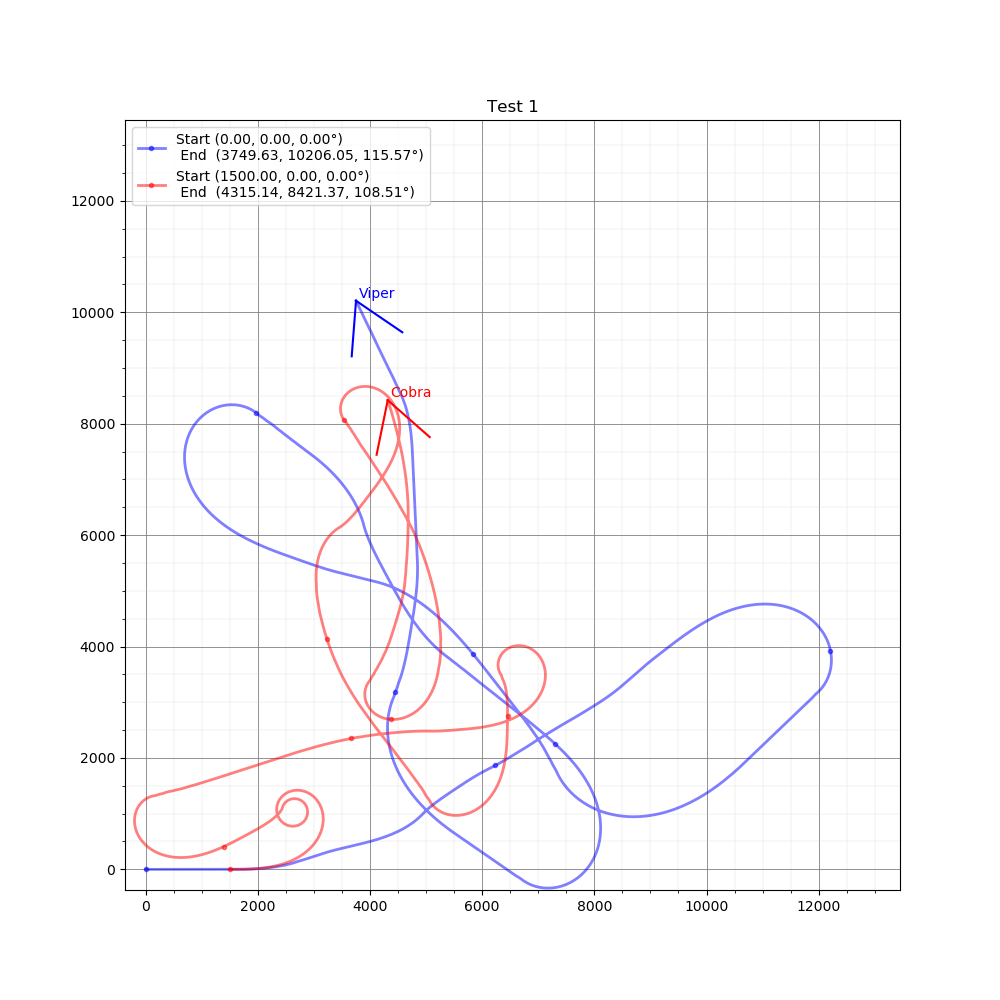 Test 1
Start (0.00, 0.00, 0.00°)
End (3749.63, 10206.05, 115.57°)
Start (1500.00, 0.00, 0.00°)
End (4315.14, 8421.37, 108.51°)
12000
10000
Viper
Cobra
8000
6000
4000
2000
0
0 2000 4000 6000 8000 10000 12000